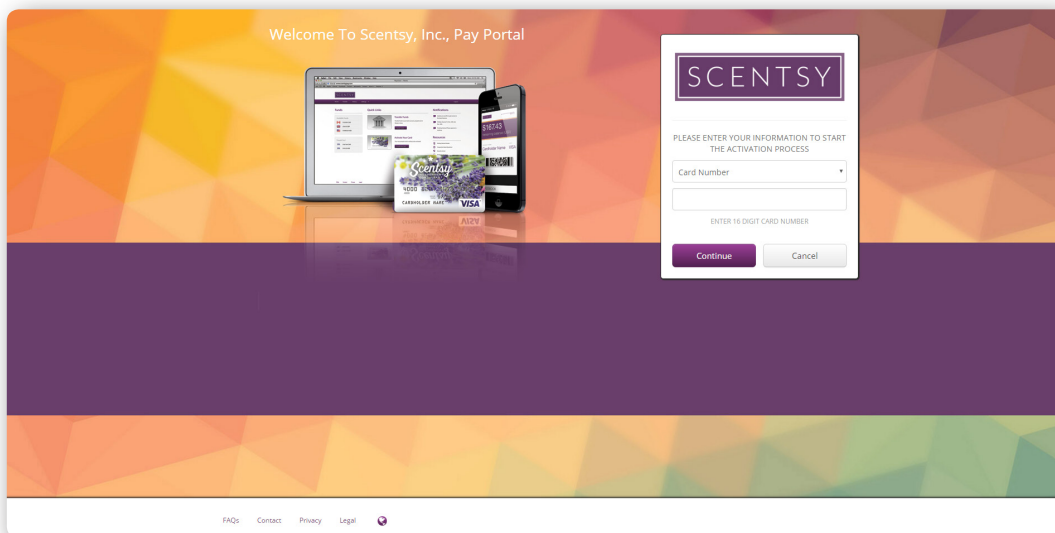 Welcome To Scentsy, Inc., Pay Portal
Scentsy
4000
CARDHOLDER NAME
VISA
$167.43
SCENTSY
PLEASE ENTER YOUR INFORMATION TO START
THE ACTIVATION PROCESS
Card Number
ENTER 16 DIGIT CARD NUMBER
Continue
Cancel
FAQs
Contact
Privacy
Legal